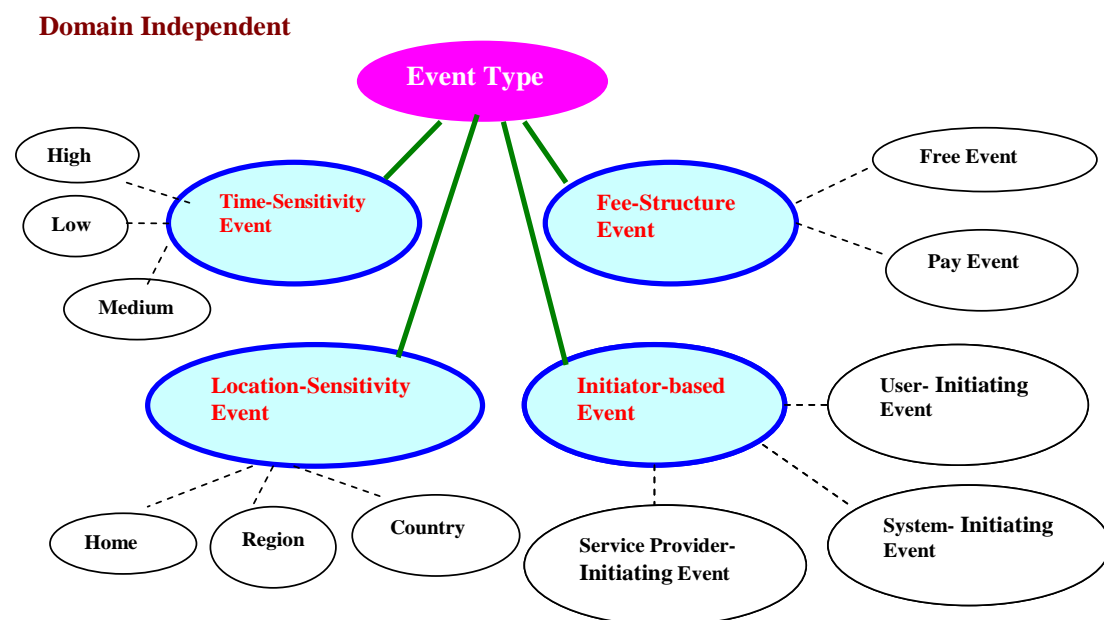 Domain Independent
Event Type
High
Low
Medium
Time-Sensitivity
Event
Fee-Structure
Event
Free Event
Pay Event
Location-Sensitivity
Event
Home
Region
Country
Initiator-based
Event
User- Initiating
Event
System- Initiating
Event
Service Provider-
Initiating Event